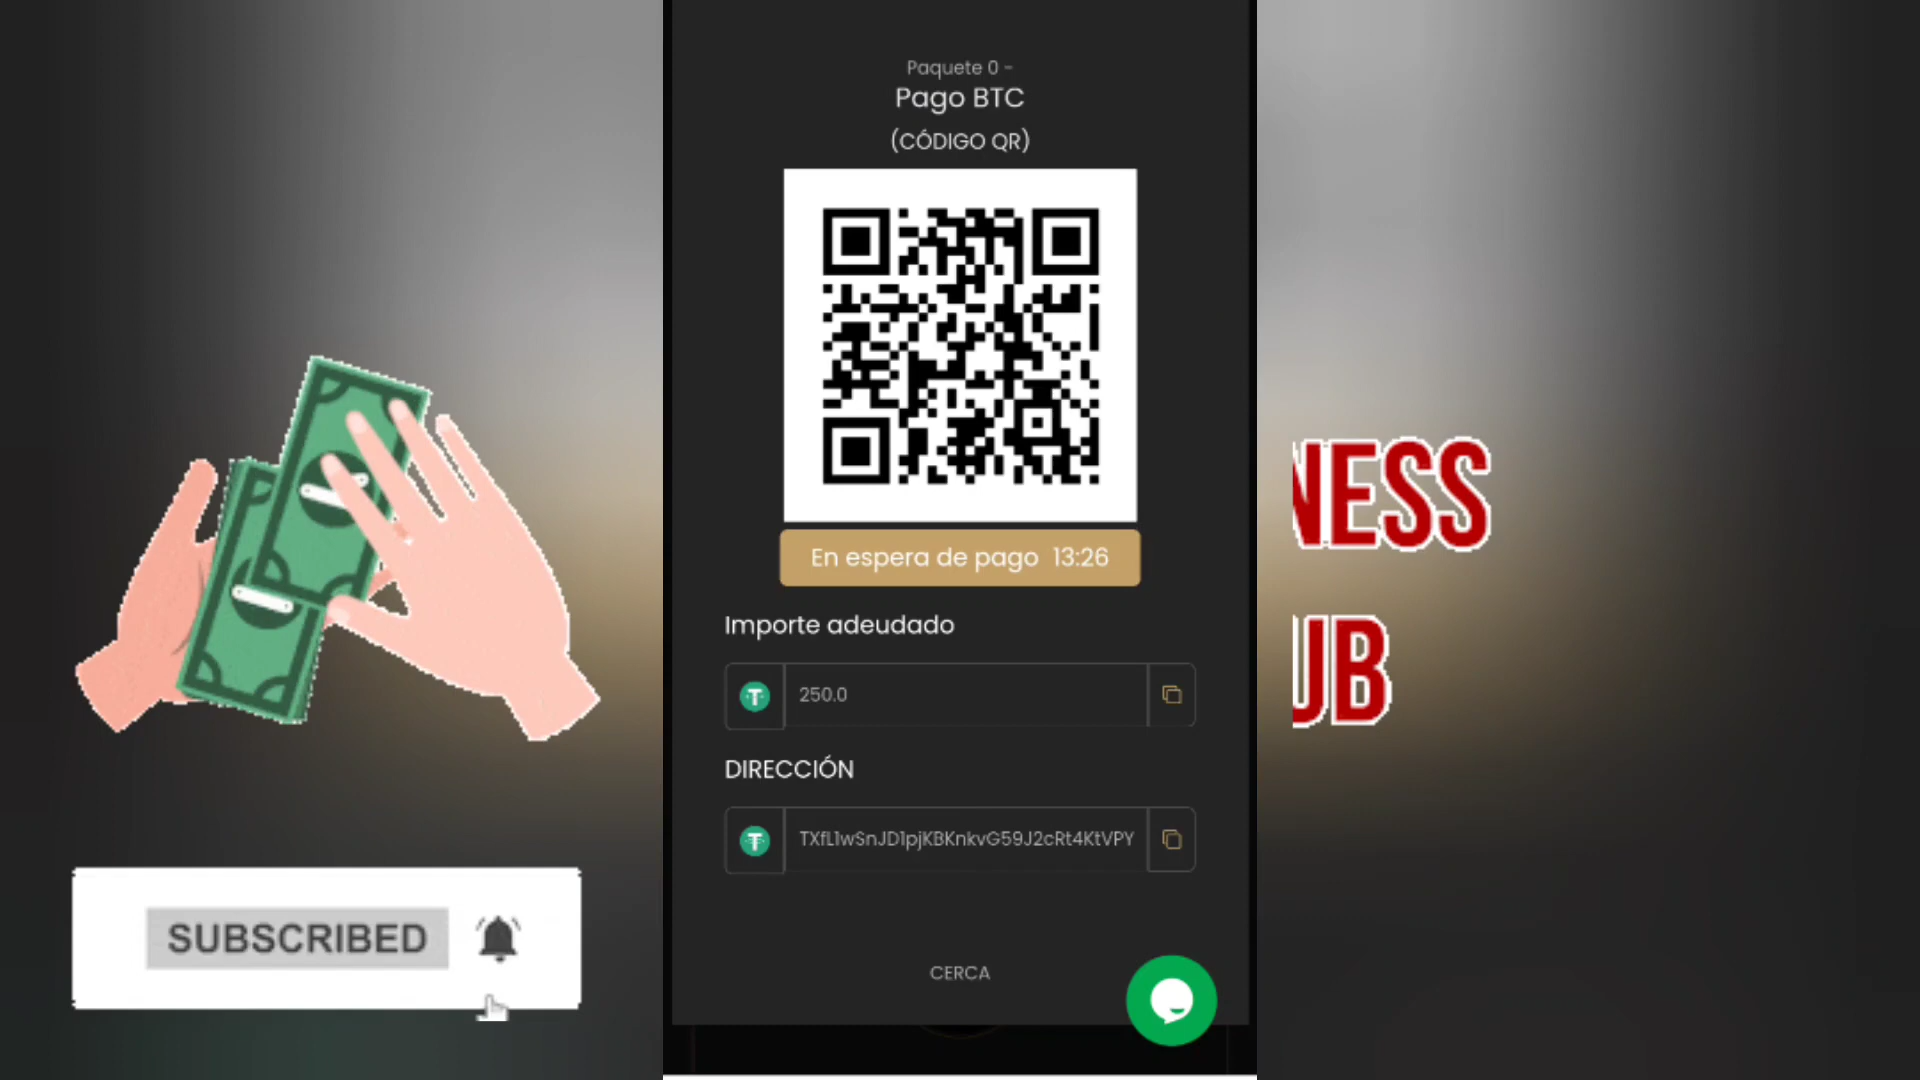 Paquete 0 -
Pago BTC
(CÓDIGO QR)
En espera de pago 13:26
Importe adeudado
250.0
DIRECCIÓN
TXfL1wSnJD1pjKBKnkvG59J2cRt4KtVPY
CERCA
SUBSCRIBED
NESS
UB